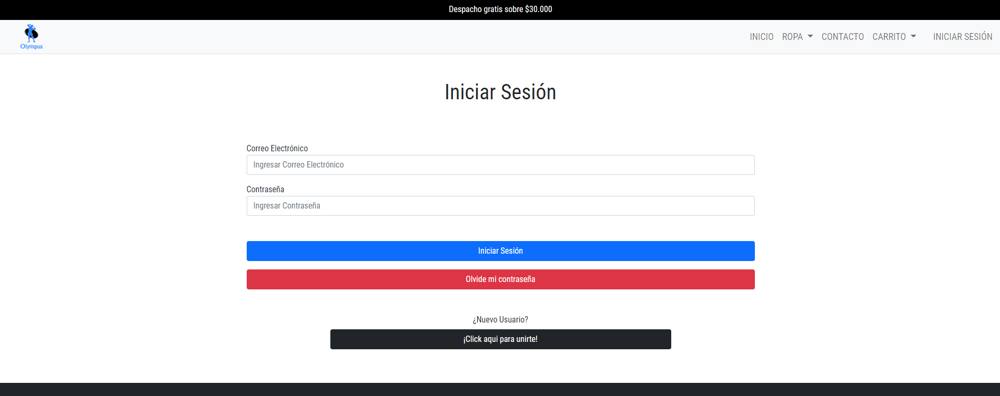 Despacho gratis sobre $30.000
Olympus
INICIO ROPA CONTACTO CARRITO INICIAR SESIÓN
Iniciar Sesión
Correo Electrónico
Ingresar Correo Electrónico
Contraseña
Ingresar Contraseña
Iniciar Sesión
Olvide mi contraseña
¿Nuevo Usuario?
¡Click aqui para unirte!